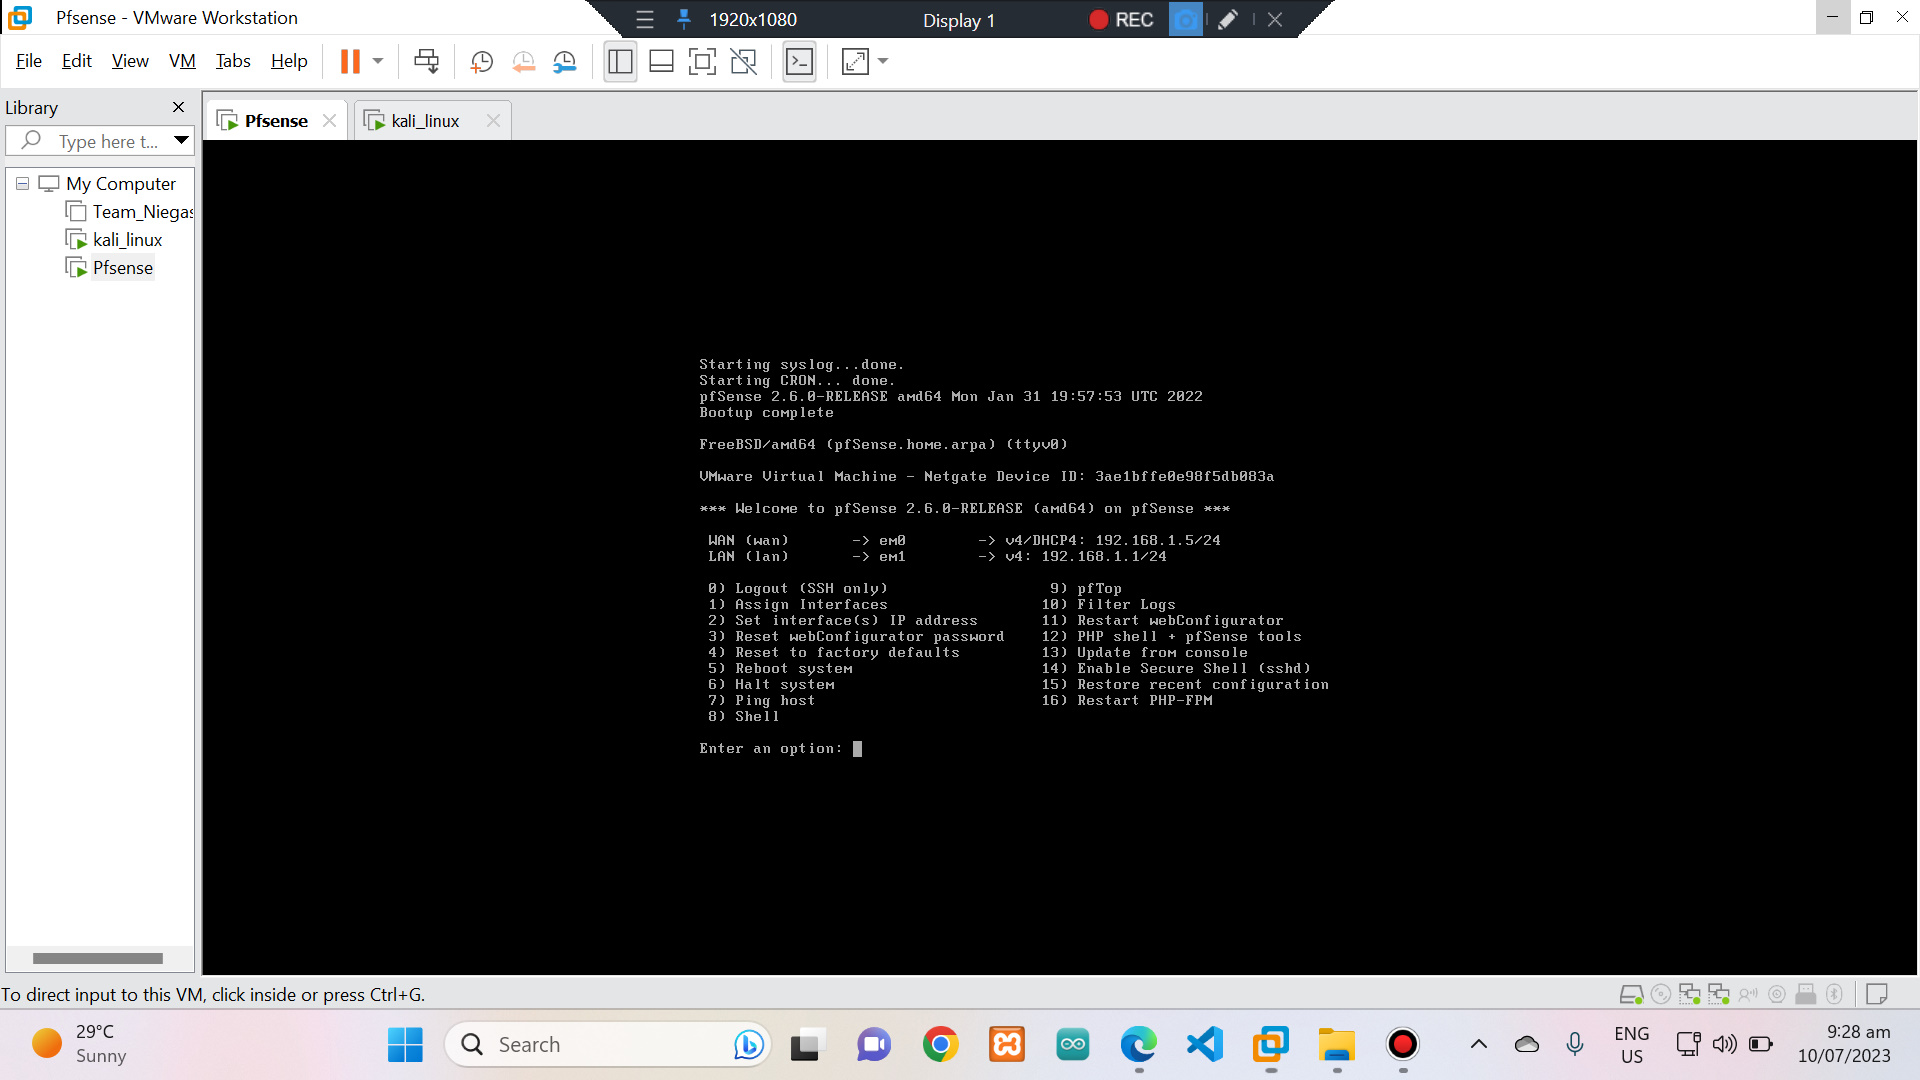 Pfsense - VMware Workstation
1920x1080
Display 1
REC
File Edit View VM Tabs Help
Library
Type here t...
My Computer
Team_Niegas
kali_linux
Pfsense
Pfsense
kali_linux
Starting syslog...done.
Starting CRON... done.
pfSense 2.6.0-RELEASE amd64 Mon Jan 31 19:57:53 UTC 2022
Bootup complete
FreeBSD/amd64 (pfSense.home.arpa) (ttyv0)
VMware Virtual Machine - Netgate Device ID: 3ae1bffe0e98f5db083a
*** Welcome to pfSense 2.6.0-RELEASE (amd64) on pfSense ***
WAN (wan) -> em0 -> v4/DHCP4: 192.168.1.5/24
LAN (lan) -> em1 -> v4: 192.168.1.1/24
0) Logout (SSH only) 9) pfTop
1) Assign Interfaces 10) Filter Logs
2) Set interface(s) IP address 11) Restart webConfigurator
3) Reset webConfigurator password 12) PHP shell + pfSense tools
4) Reset to factory defaults 13) Update from console
5) Reboot system 14) Enable Secure Shell (sshd)
6) Halt system 15) Restore recent configuration
7) Ping host 16) Restart PHP-FPM
8) Shell
Enter an option:
To direct input to this VM, click inside or press Ctrl+G.
29°C
Sunny
Search
ENG
US
9:28 am
10/07/2023